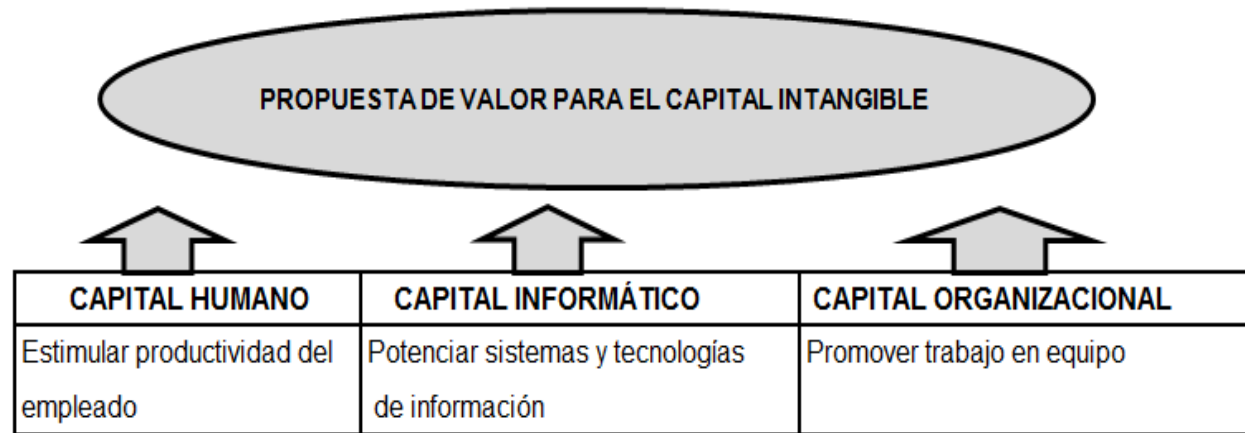 PROPUESTA DE VALOR PARA EL CAPITAL INTANGIBLE
CAPITAL HUMANO
CAPITAL INFORMÁTICO
CAPITAL ORGANIZACIONAL
Estimular productividad del
empleado
Potenciar sistemas y tecnologías
de información
Promover trabajo en equipo